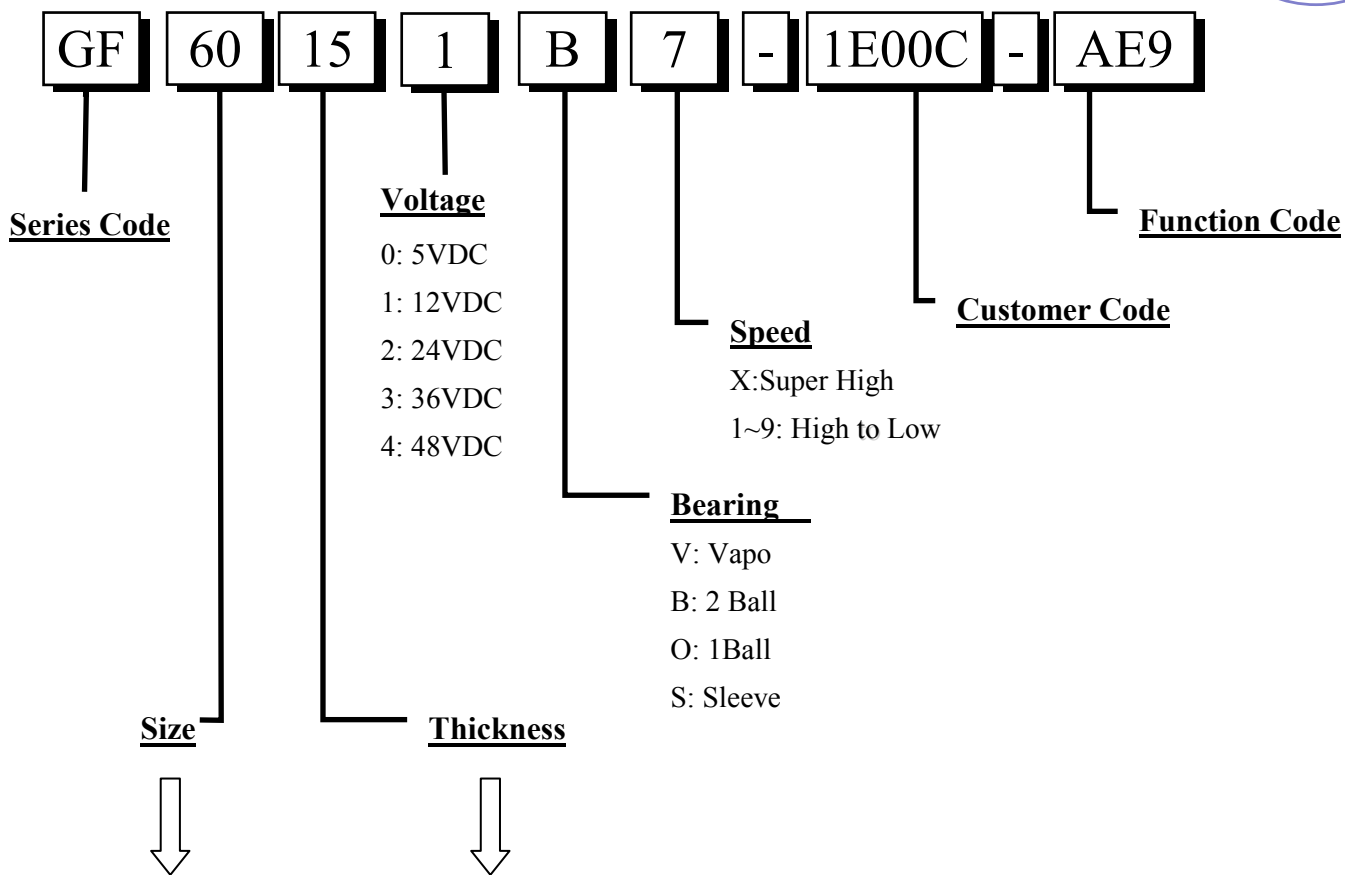 GF 60 15 1 B 7 - 1E00C - AE9
Series Code
Voltage
0: 5VDC
1: 12VDC
2: 24VDC
3: 36VDC
4: 48VDC
Function Code
Customer Code
Speed
X:Super High
1~9: High to Low
Bearing
V: Vapo
B: 2 Ball
O: 1Ball
S: Sleeve
Size
Thickness